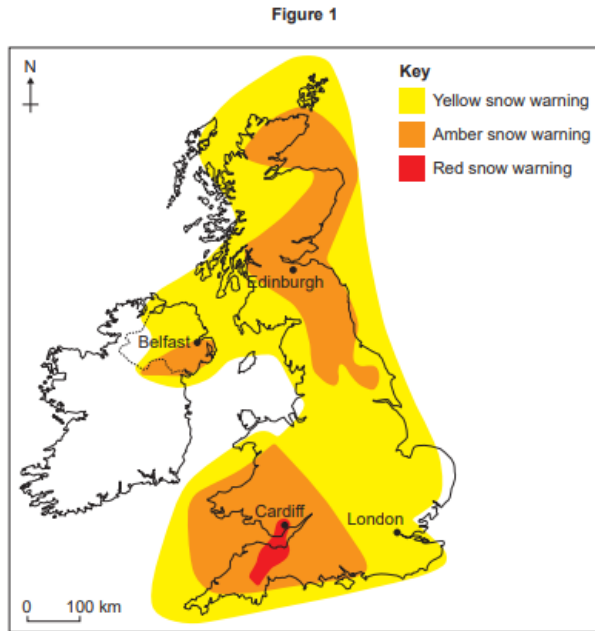 Figure 1
N
Key
Yellow snow warning
Amber snow warning
Red snow warning
Edinburgh
Belfast
Cardiff
London
0 100 km